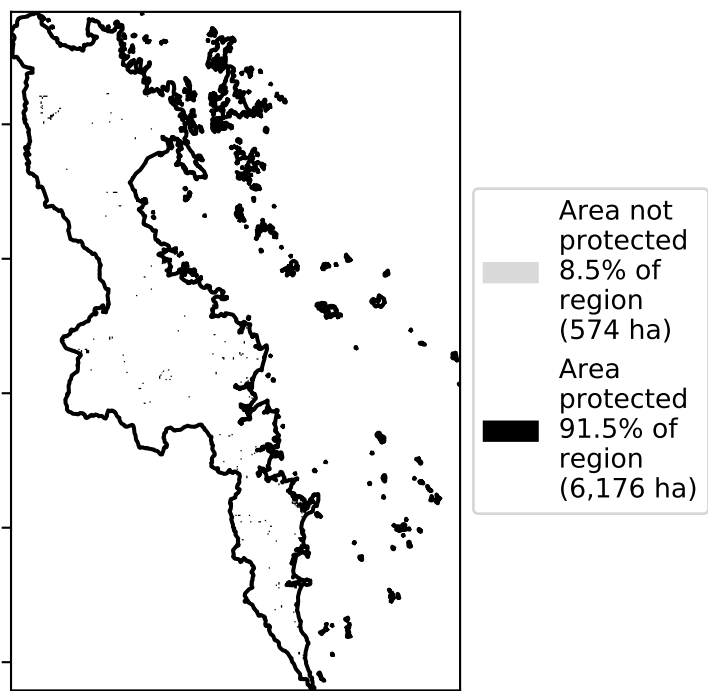 Area not
protected
8.5% of
region
(574 ha)
Area
protected
91.5% of
region
(6,176 ha)